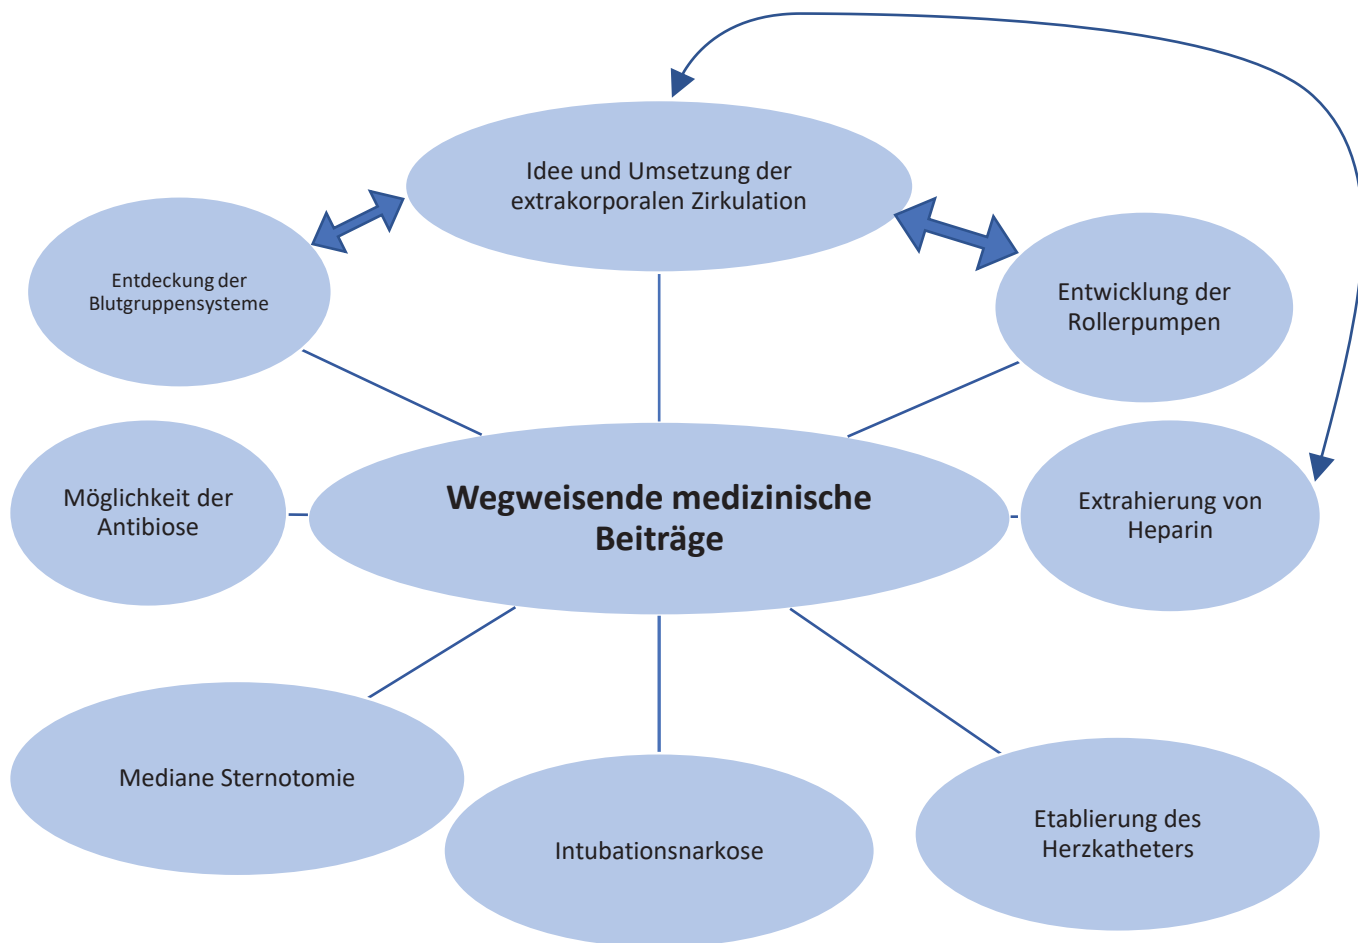 Idee und Umsetzung der
extrakorporalen Zirkulation
Entdeckung der
Blutgruppensysteme
Entwicklung der
Rollerpumpen
Möglichkeit der
Antibiose
Wegweisende medizinische
Beiträge
Extrahierung von
Heparin
Mediane Sternotomie
Intubationsnarkose
Etablierung des
Herzkatheters